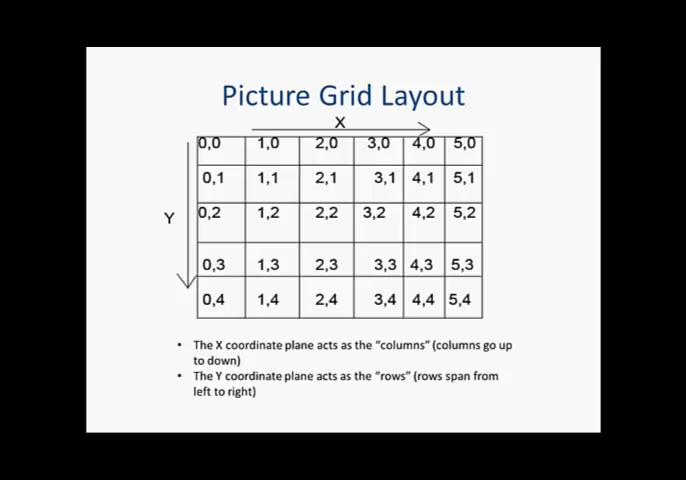 Picture Grid Layout
X
0,0 1,0 2,0 3,0 4,0 5,0
0,1 1,1 2,1 3,1 4,1 5,1
Y
0,2 1,2 2,2 3,2 4,2 5,2
0,3 1,3 2,3 3,3 4,3 5,3
0,4 1,4 2,4 3,4 4,4 5,4
• The X coordinate plane acts as the "columns" (columns go up
to down)
• The Y coordinate plane acts as the "rows" (rows span from
left to right)